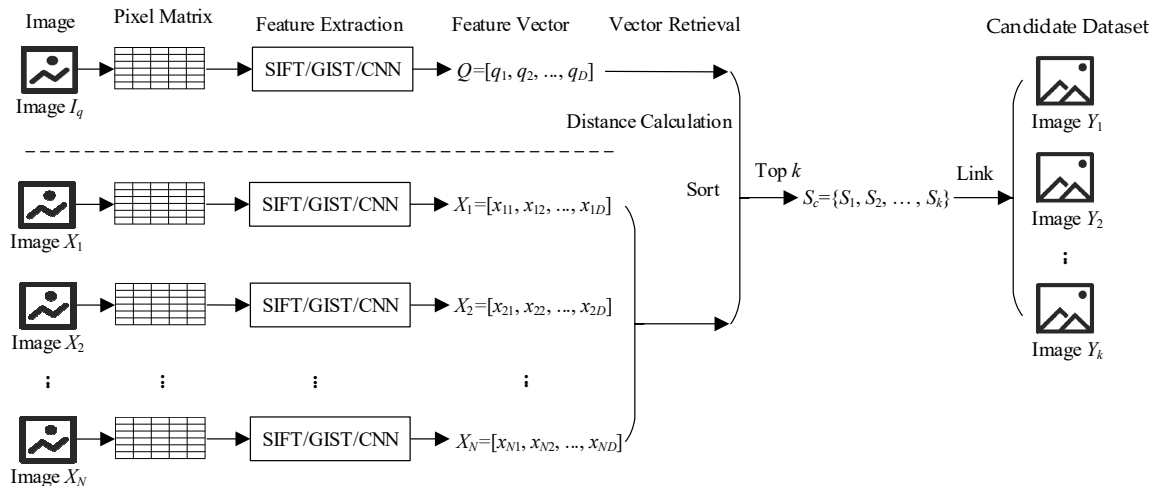 Image Pixel Matrix Feature Extraction Feature Vector Vector Retrieval Candidate Dataset
SIFT/GIST/CNN Q=[q1, q2, ..., qD]
Image Iq
Image Y1
Distance Calculation
Top k Link
SIFT/GIST/CNN X1=[x11, x12, ..., x1D] Sort Sc={S1, S2, … , Sk}
Image X1
Image Y2
⋮
SIFT/GIST/CNN X2=[x21, x22, ..., x2D]
Image X2
Image Yk
⋮ ⋮ ⋮ ⋮
SIFT/GIST/CNN XN=[xN1, xN2, ..., xND]
Image XN